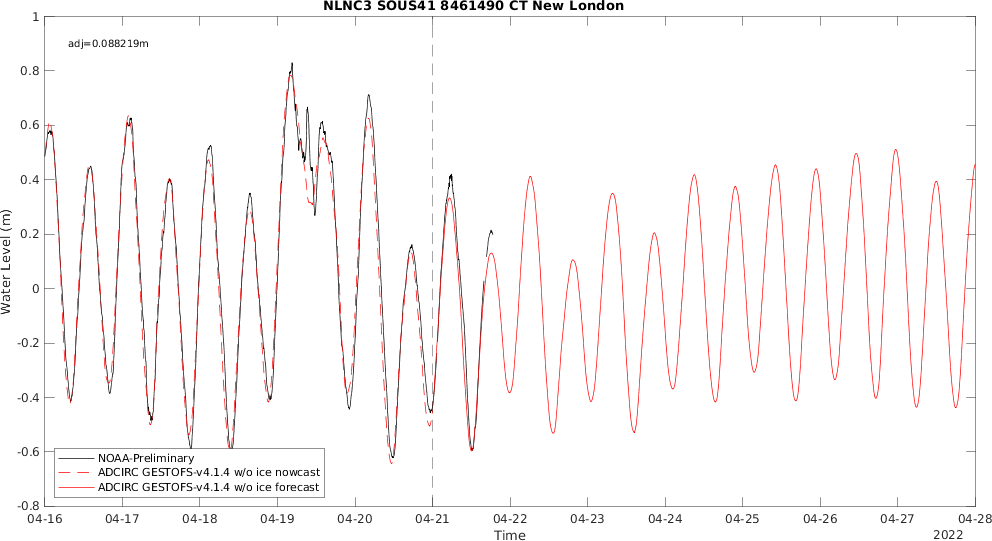 NLNC3 SOUS41 8461490 CT New London
adj=0.088219m
1
0.8
0.6
0.4
0.2
0
-0.2
-0.4
-0.6
-0.8
Water Level (m)
NOAA-Preliminary
ADCIRC GESTOFS-v4.1.4 w/o ice nowcast
ADCIRC GESTOFS-v4.1.4 w/o ice forecast
04-16 04-17 04-18 04-19 04-20 04-21 04-22 04-23 04-24 04-25 04-26 04-27 04-28
Time
2022